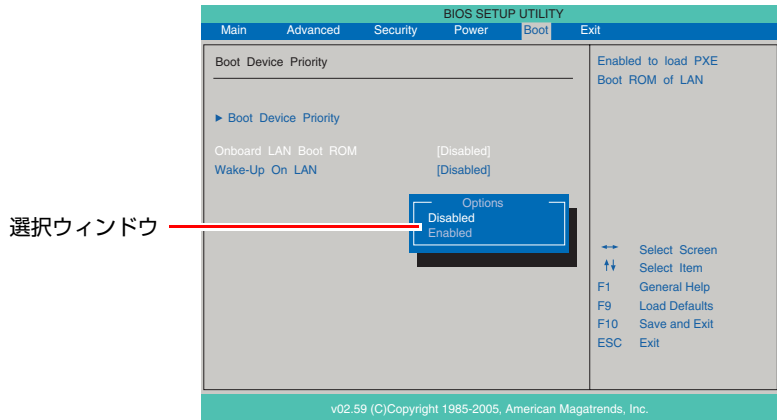 BIOS SETUP UTILITY
Main Advanced Security Power Boot Exit
Boot Device Priority
► Boot Device Priority
Onboard LAN Boot ROM [Disabled]
Wake-Up On LAN [Disabled]
Options
Disabled
Enabled
選択ウィンドウ
Enabled to load PXE
Boot ROM of LAN
↔ Select Screen
↑↓ Select Item
F1 General Help
F9 Load Defaults
F10 Save and Exit
ESC Exit
v02.59 (C)Copyright 1985-2005, American Magatrends, Inc.